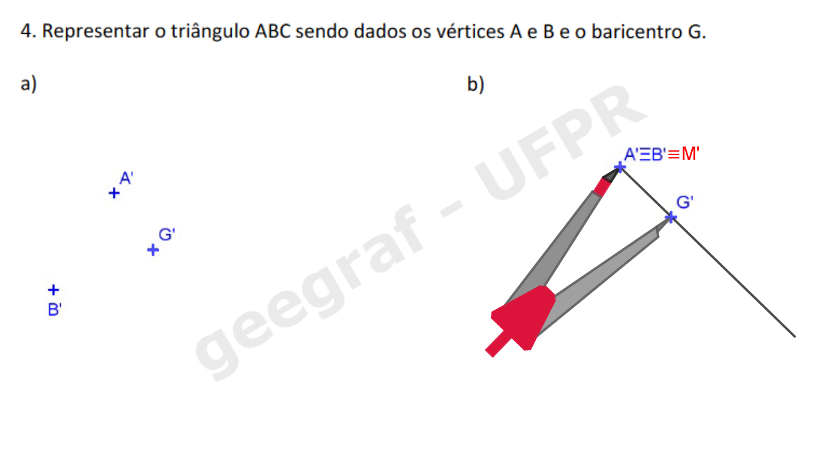 4. Representar o triângulo ABC sendo dados os vértices A e B e o baricentro G.
a)
b)
geegraf - UFPR
A'≡B'≡M'
A'
G'
G'
B'